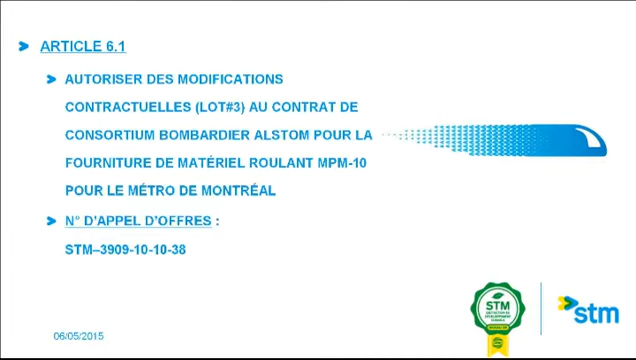 ARTICLE 6.1
AUTORISER DES MODIFICATIONS
CONTRACTUELLES (LOT#3) AU CONTRAT DE
CONSORTIUM BOMBARDIER ALSTOM POUR LA
FOURNITURE DE MATÉRIEL ROULANT MPM-10
POUR LE MÉTRO DE MONTRÉAL
N° D'APPEL D'OFFRES :
STM–3909-10-10-38
06/05/2015
STM
stm